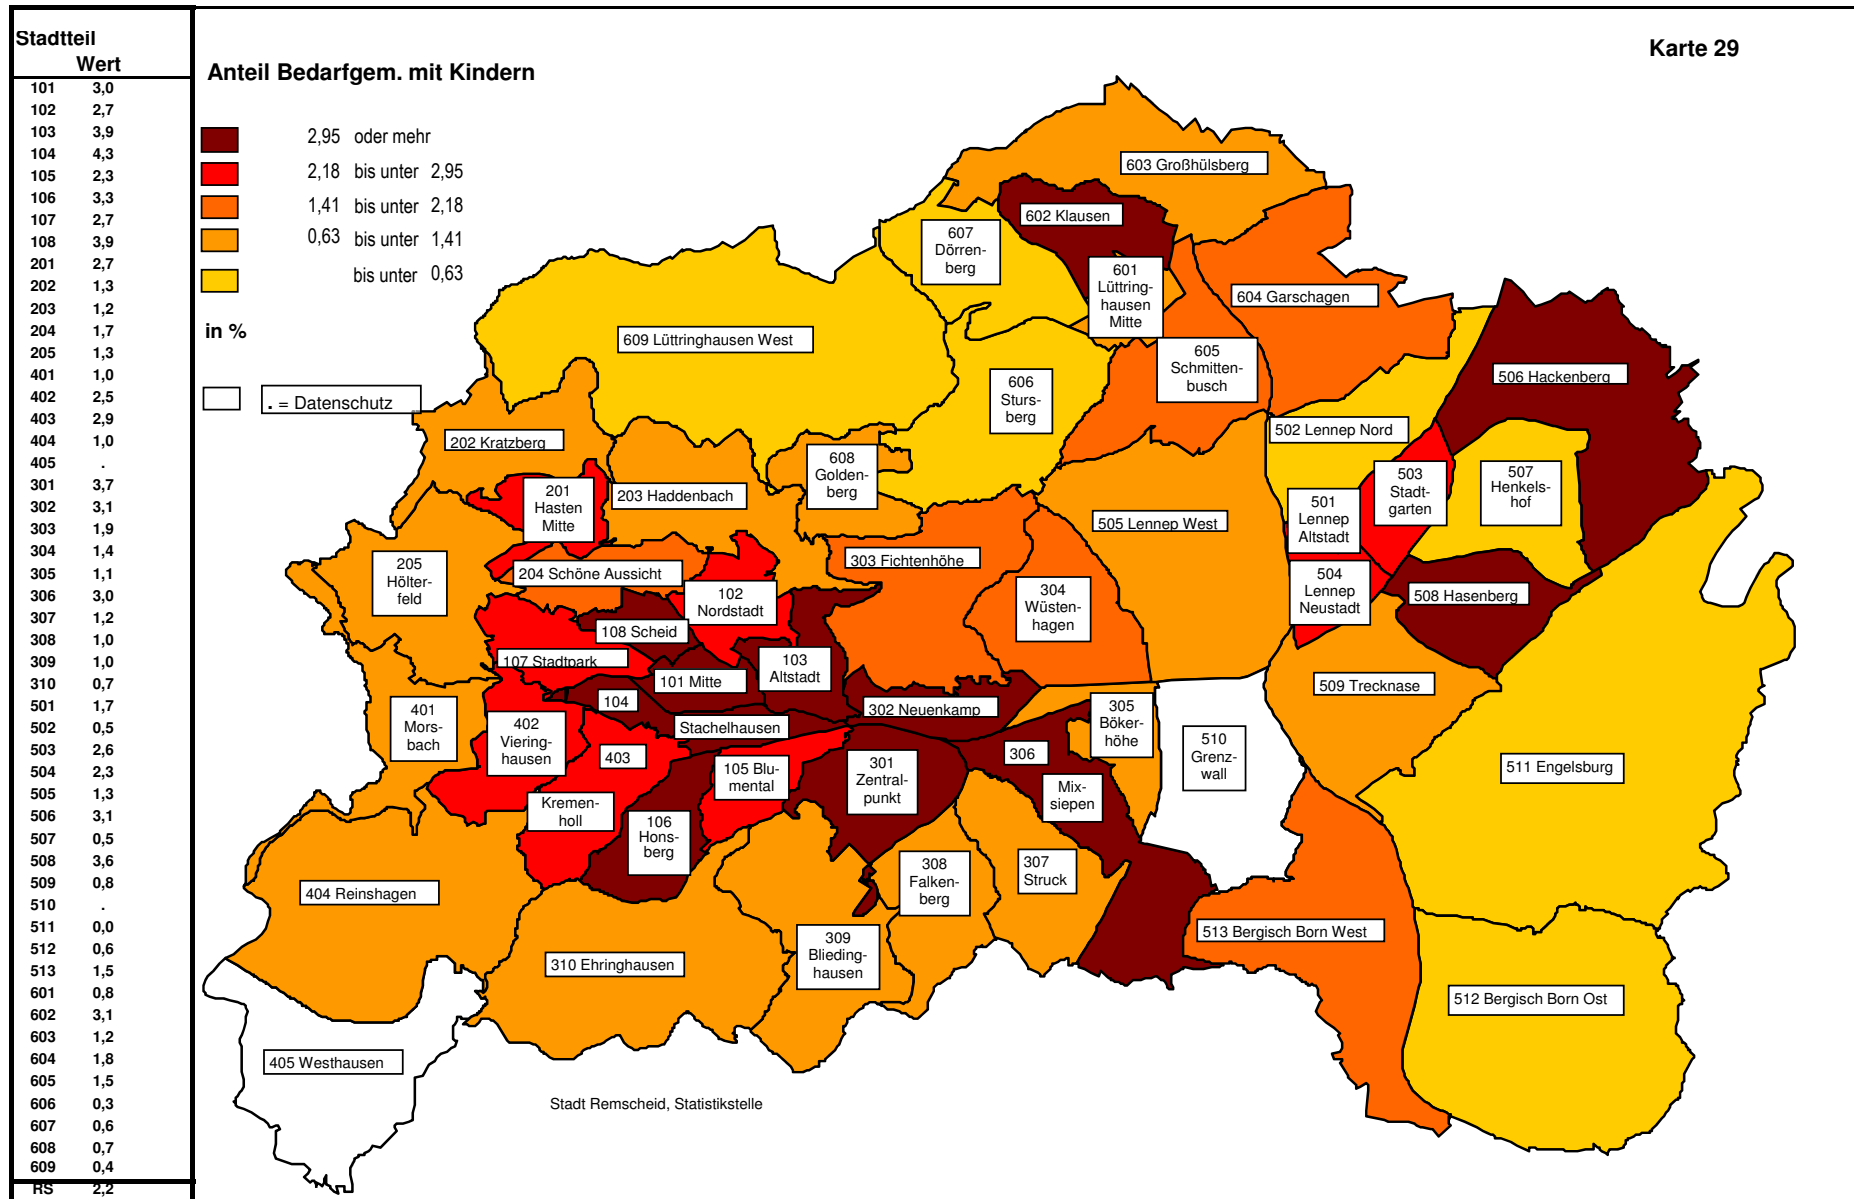 Stadtteil
Wert
101 3,0
102 2,7
103 3,9
104 4,3
105 2,3
106 3,3
107 2,7
108 3,9
201 2,7
202 1,3
203 1,2
204 1,7
205 1,3
401 1,0
402 2,5
403 2,9
404 1,0
405 .
301 3,7
302 3,1
303 1,9
304 1,4
305 1,1
306 3,0
307 1,2
308 1,0
309 1,0
310 0,7
501 1,7
502 0,5
503 2,6
504 2,3
505 1,3
506 3,1
507 0,5
508 3,6
509 0,8
510 .
511 0,0
512 0,6
513 1,5
601 0,8
602 3,1
603 1,2
604 1,8
605 1,5
606 0,3
607 0,6
608 0,7
609 0,4
RS 2,2
Karte 29
Anteil Bedarfgem. mit Kindern
2,95 oder mehr
2,18 bis unter 2,95
1,41 bis unter 2,18
0,63 bis unter 1,41
bis unter 0,63
in %
. = Datenschutz
603 Großhülsberg
602 Klausen
607
Dörren-
berg
601
Lüttring-
hausen
Mitte
604 Garschagen
609 Lüttringhausen West
605
Schmitten-
busch
606
Sturs-
berg
506 Hackenberg
502 Lennep Nord
202 Kratzberg
608
Golden-
berg
503
Stadt-
garten
507
Henkels-
hof
201
Hasten
Mitte
203 Haddenbach
501
Lennep
Altstadt
505 Lennep West
303 Fichtenhöhe
205
Hölter-
feld
204 Schöne Aussicht
504
Lennep
Neustadt
102
Nordstadt
304
Wüsten-
hagen
508 Hasenberg
108 Scheid
107 Stadtpark
103
Altstadt
101 Mitte
509 Trecknase
104
Stachelhausen
302 Neuenkamp
305
Böker-
höhe
401
Mors-
bach
402
Viering-
hausen
403
Kremen-
holl
105 Blu-
mental
301
Zentral-
punkt
306
Mix-
siepen
510
Grenz-
wall
511 Engelsburg
106
Hons-
berg
307
Struck
308
Falken-
berg
404 Reinshagen
309
Blieding-
hausen
513 Bergisch Born West
310 Ehringhausen
512 Bergisch Born Ost
405 Westhausen
Stadt Remscheid, Statistikstelle